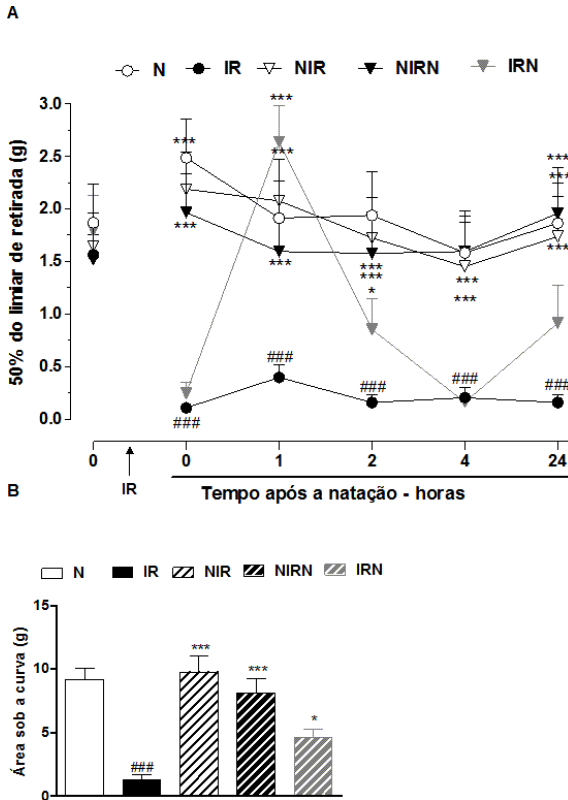 A
N IR NIR NIRN IRN
3.0
2.5
2.0
1.5
1.0
0.5
0.0
50% do limiar de retirada (g)
*** *** *** ***
*** *** *** *** * *** *** *** *** ***
### ### ### ### ###
0 0 1 2 4 24
IR
Tempo após a natação - horas
B
N IR NIR NIRN IRN
15
10
5
0
Área sob a curva (g)
### *** *** *